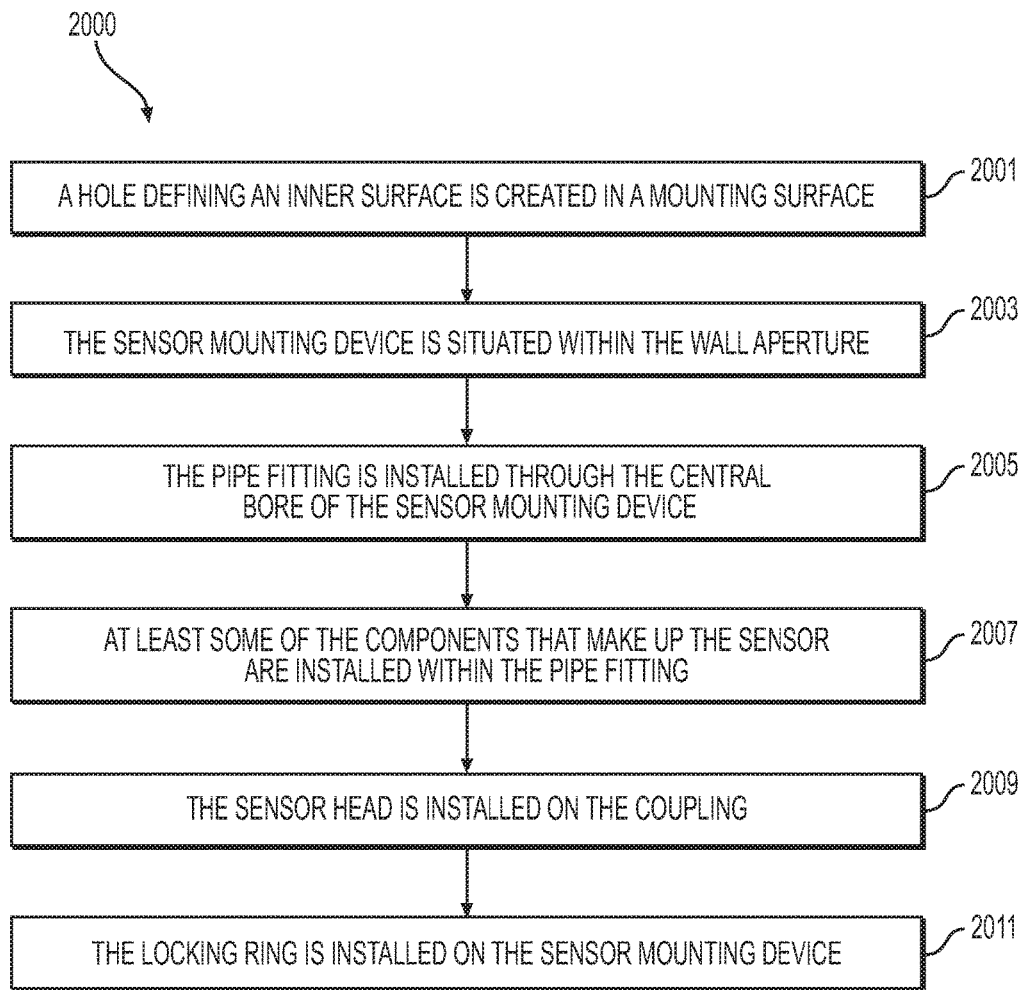 2000
A HOLE DEFINING AN INNER SURFACE IS CREATED IN A MOUNTING SURFACE
2001
THE SENSOR MOUNTING DEVICE IS SITUATED WITHIN THE WALL APERTURE
2003
THE PIPE FITTING IS INSTALLED THROUGH THE CENTRAL
BORE OF THE SENSOR MOUNTING DEVICE
2005
AT LEAST SOME OF THE COMPONENTS THAT MAKE UP THE SENSOR
ARE INSTALLED WITHIN THE PIPE FITTING
2007
THE SENSOR HEAD IS INSTALLED ON THE COUPLING
2009
THE LOCKING RING IS INSTALLED ON THE SENSOR MOUNTING DEVICE
2011